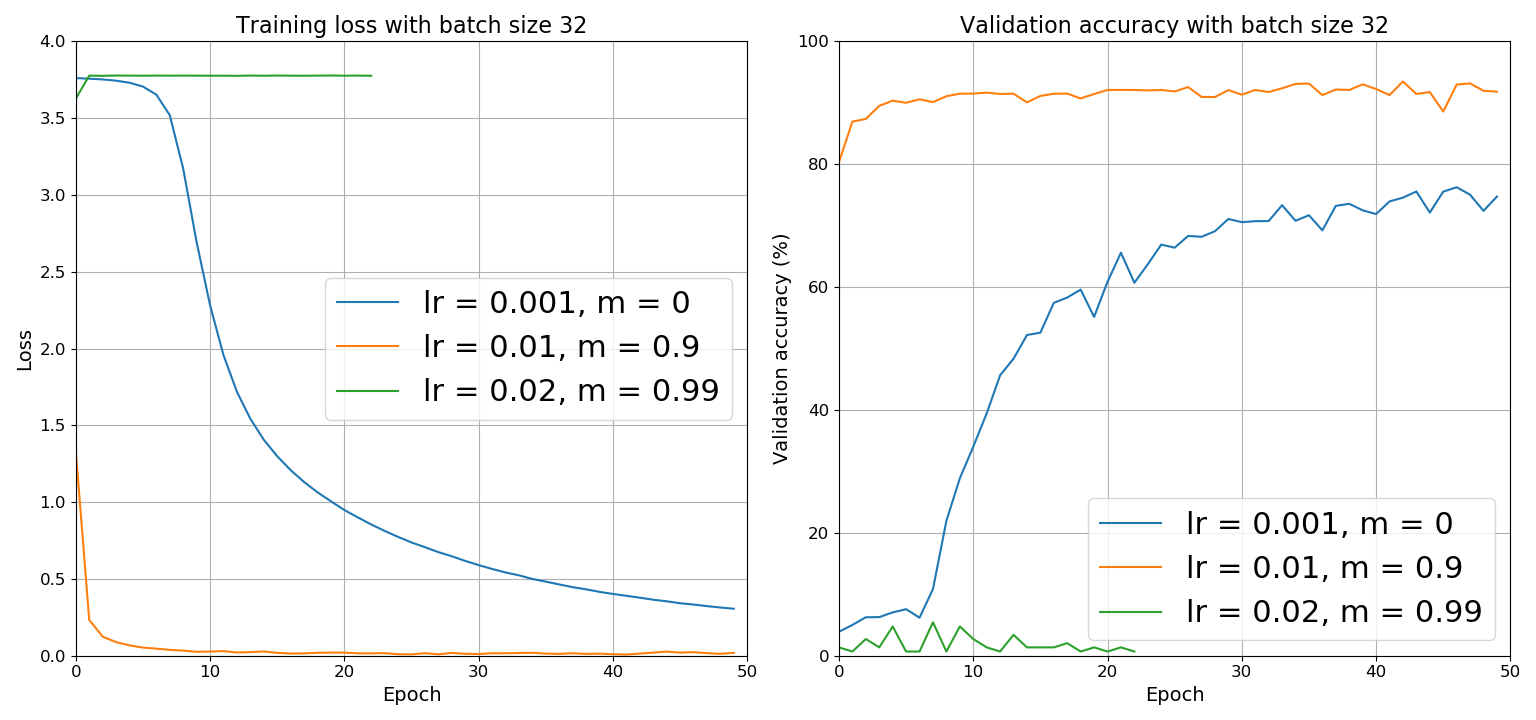 Training loss with batch size 32
4.0
3.5
3.0
2.5
2.0
1.5
1.0
0.5
0.0
Loss
lr = 0.001, m = 0
lr = 0.01, m = 0.9
lr = 0.02, m = 0.99
0 10 20 30 40 50
Epoch
Validation accuracy with batch size 32
100
80
60
40
20
0
Validation accuracy (%)
lr = 0.001, m = 0
lr = 0.01, m = 0.9
lr = 0.02, m = 0.99
0 10 20 30 40 50
Epoch